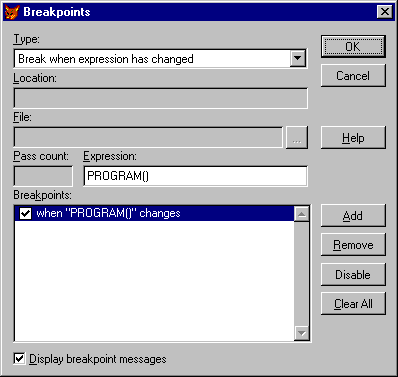 Breakpoints
Type:
Break when expression has changed
Location:
File:
...
Pass count:
Expression:
PROGRAM()
Breakpoints:
when "PROGRAM()" changes
Display breakpoint messages
OK
Cancel
Help
Add
Remove
Disable
Clear All